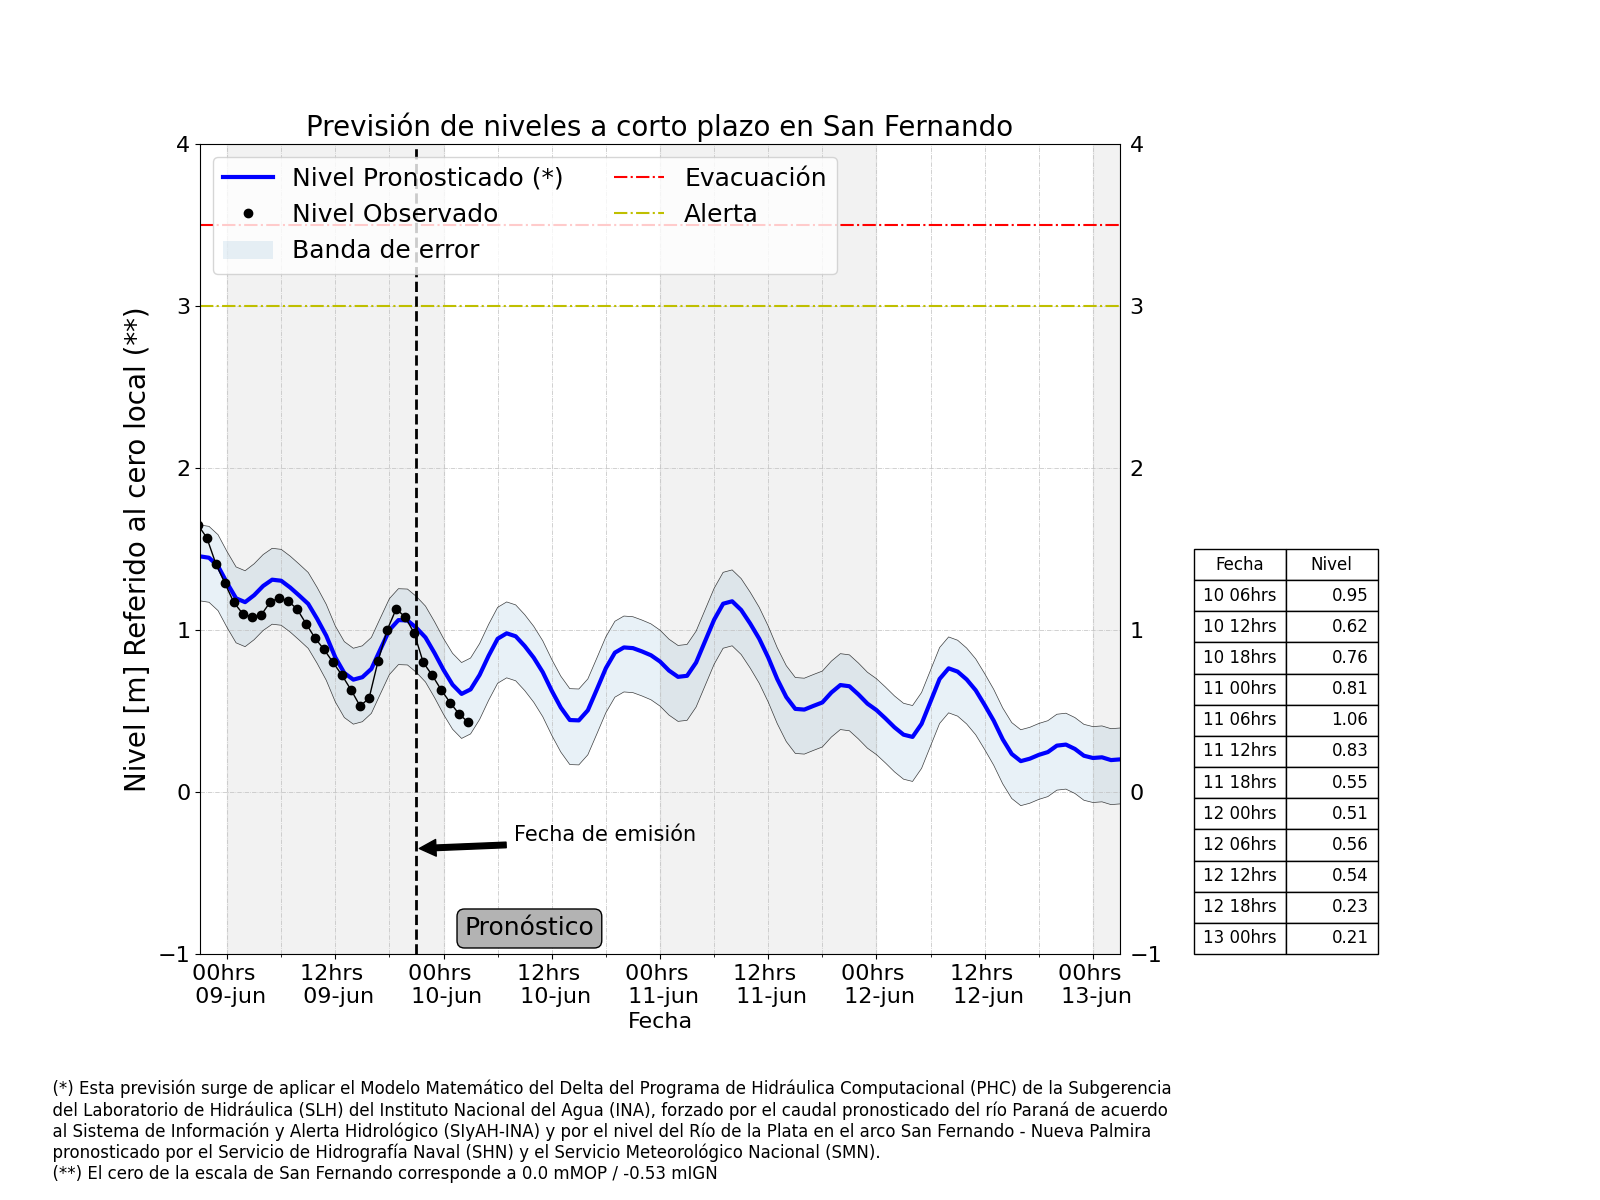 Previsión de niveles a corto plazo en San Fernando
Nivel Pronosticado (*)
Nivel Observado
Banda de error
Evacuación
Alerta
Nivel [m] Referido al cero local (**)
4
3
2
1
0
−1
4
3
2
1
0
−1
Fecha de emisión
Pronóstico
00hrs
09-jun
12hrs
09-jun
00hrs
10-jun
12hrs
10-jun
00hrs
11-jun
12hrs
11-jun
00hrs
12-jun
12hrs
12-jun
00hrs
13-jun
Fecha
Fecha Nivel
10 06hrs 0.95
10 12hrs 0.62
10 18hrs 0.76
11 00hrs 0.81
11 06hrs 1.06
11 12hrs 0.83
11 18hrs 0.55
12 00hrs 0.51
12 06hrs 0.56
12 12hrs 0.54
12 18hrs 0.23
13 00hrs 0.21
(*) Esta previsión surge de aplicar el Modelo Matemático del Delta del Programa de Hidráulica Computacional (PHC) de la Subgerencia
del Laboratorio de Hidráulica (SLH) del Instituto Nacional del Agua (INA), forzado por el caudal pronosticado del río Paraná de acuerdo
al Sistema de Información y Alerta Hidrológico (SIyAH-INA) y por el nivel del Río de la Plata en el arco San Fernando - Nueva Palmira
pronosticado por el Servicio de Hidrografía Naval (SHN) y el Servicio Meteorológico Nacional (SMN).
(**) El cero de la escala de San Fernando corresponde a 0.0 mMOP / -0.53 mIGN